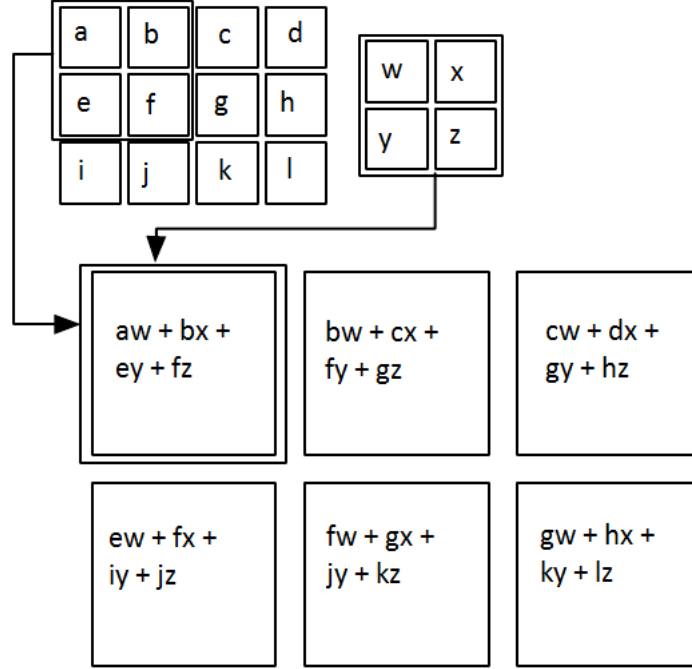 a b c d
w x
e f g h
y z
i j k l
aw + bx +
ey + fz
bw + cx +
fy + gz
cw + dx +
gy + hz
ew + fx +
iy + jz
fw + gx +
jy + kz
gw + hx +
ky + lz